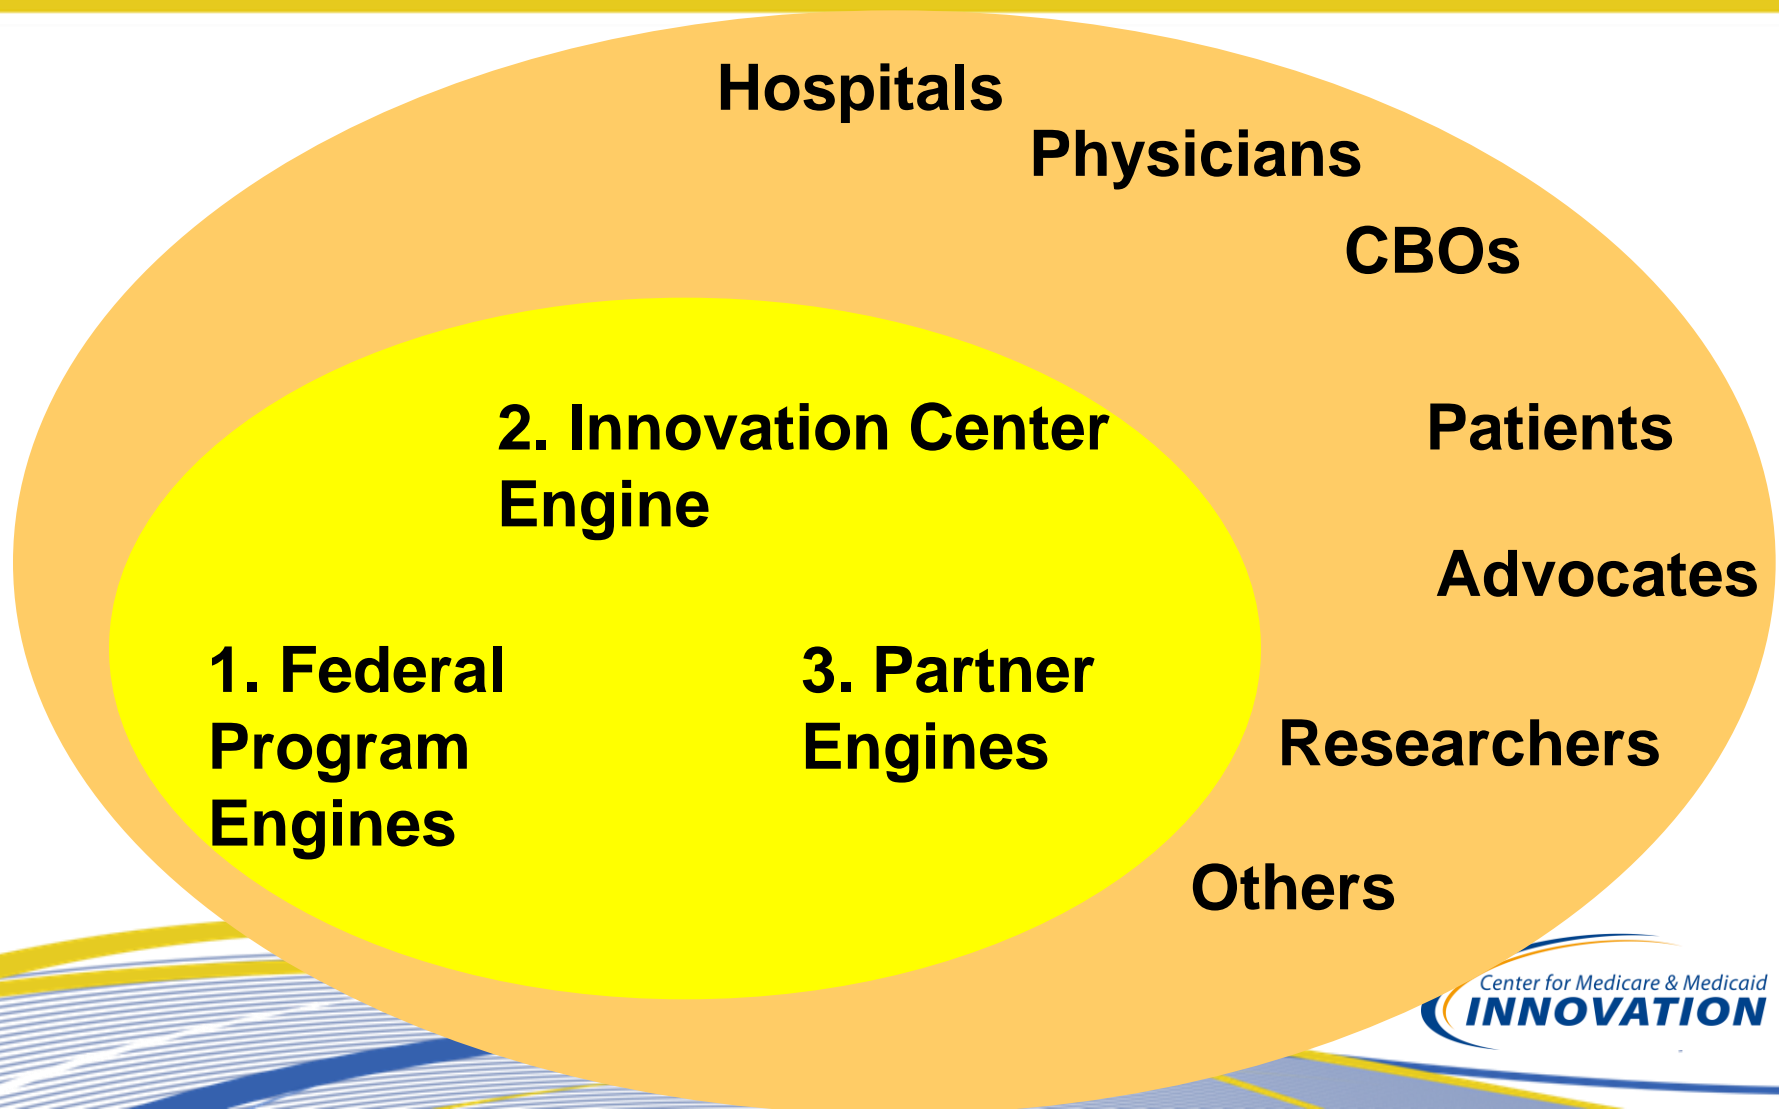 Hospitals
Physicians
CBOs
2. Innovation Center
Engine
Patients
Advocates
1. Federal
Program
Engines
3. Partner
Engines
Researchers
Others
Center for Medicare & Medicaid
INNOVATION